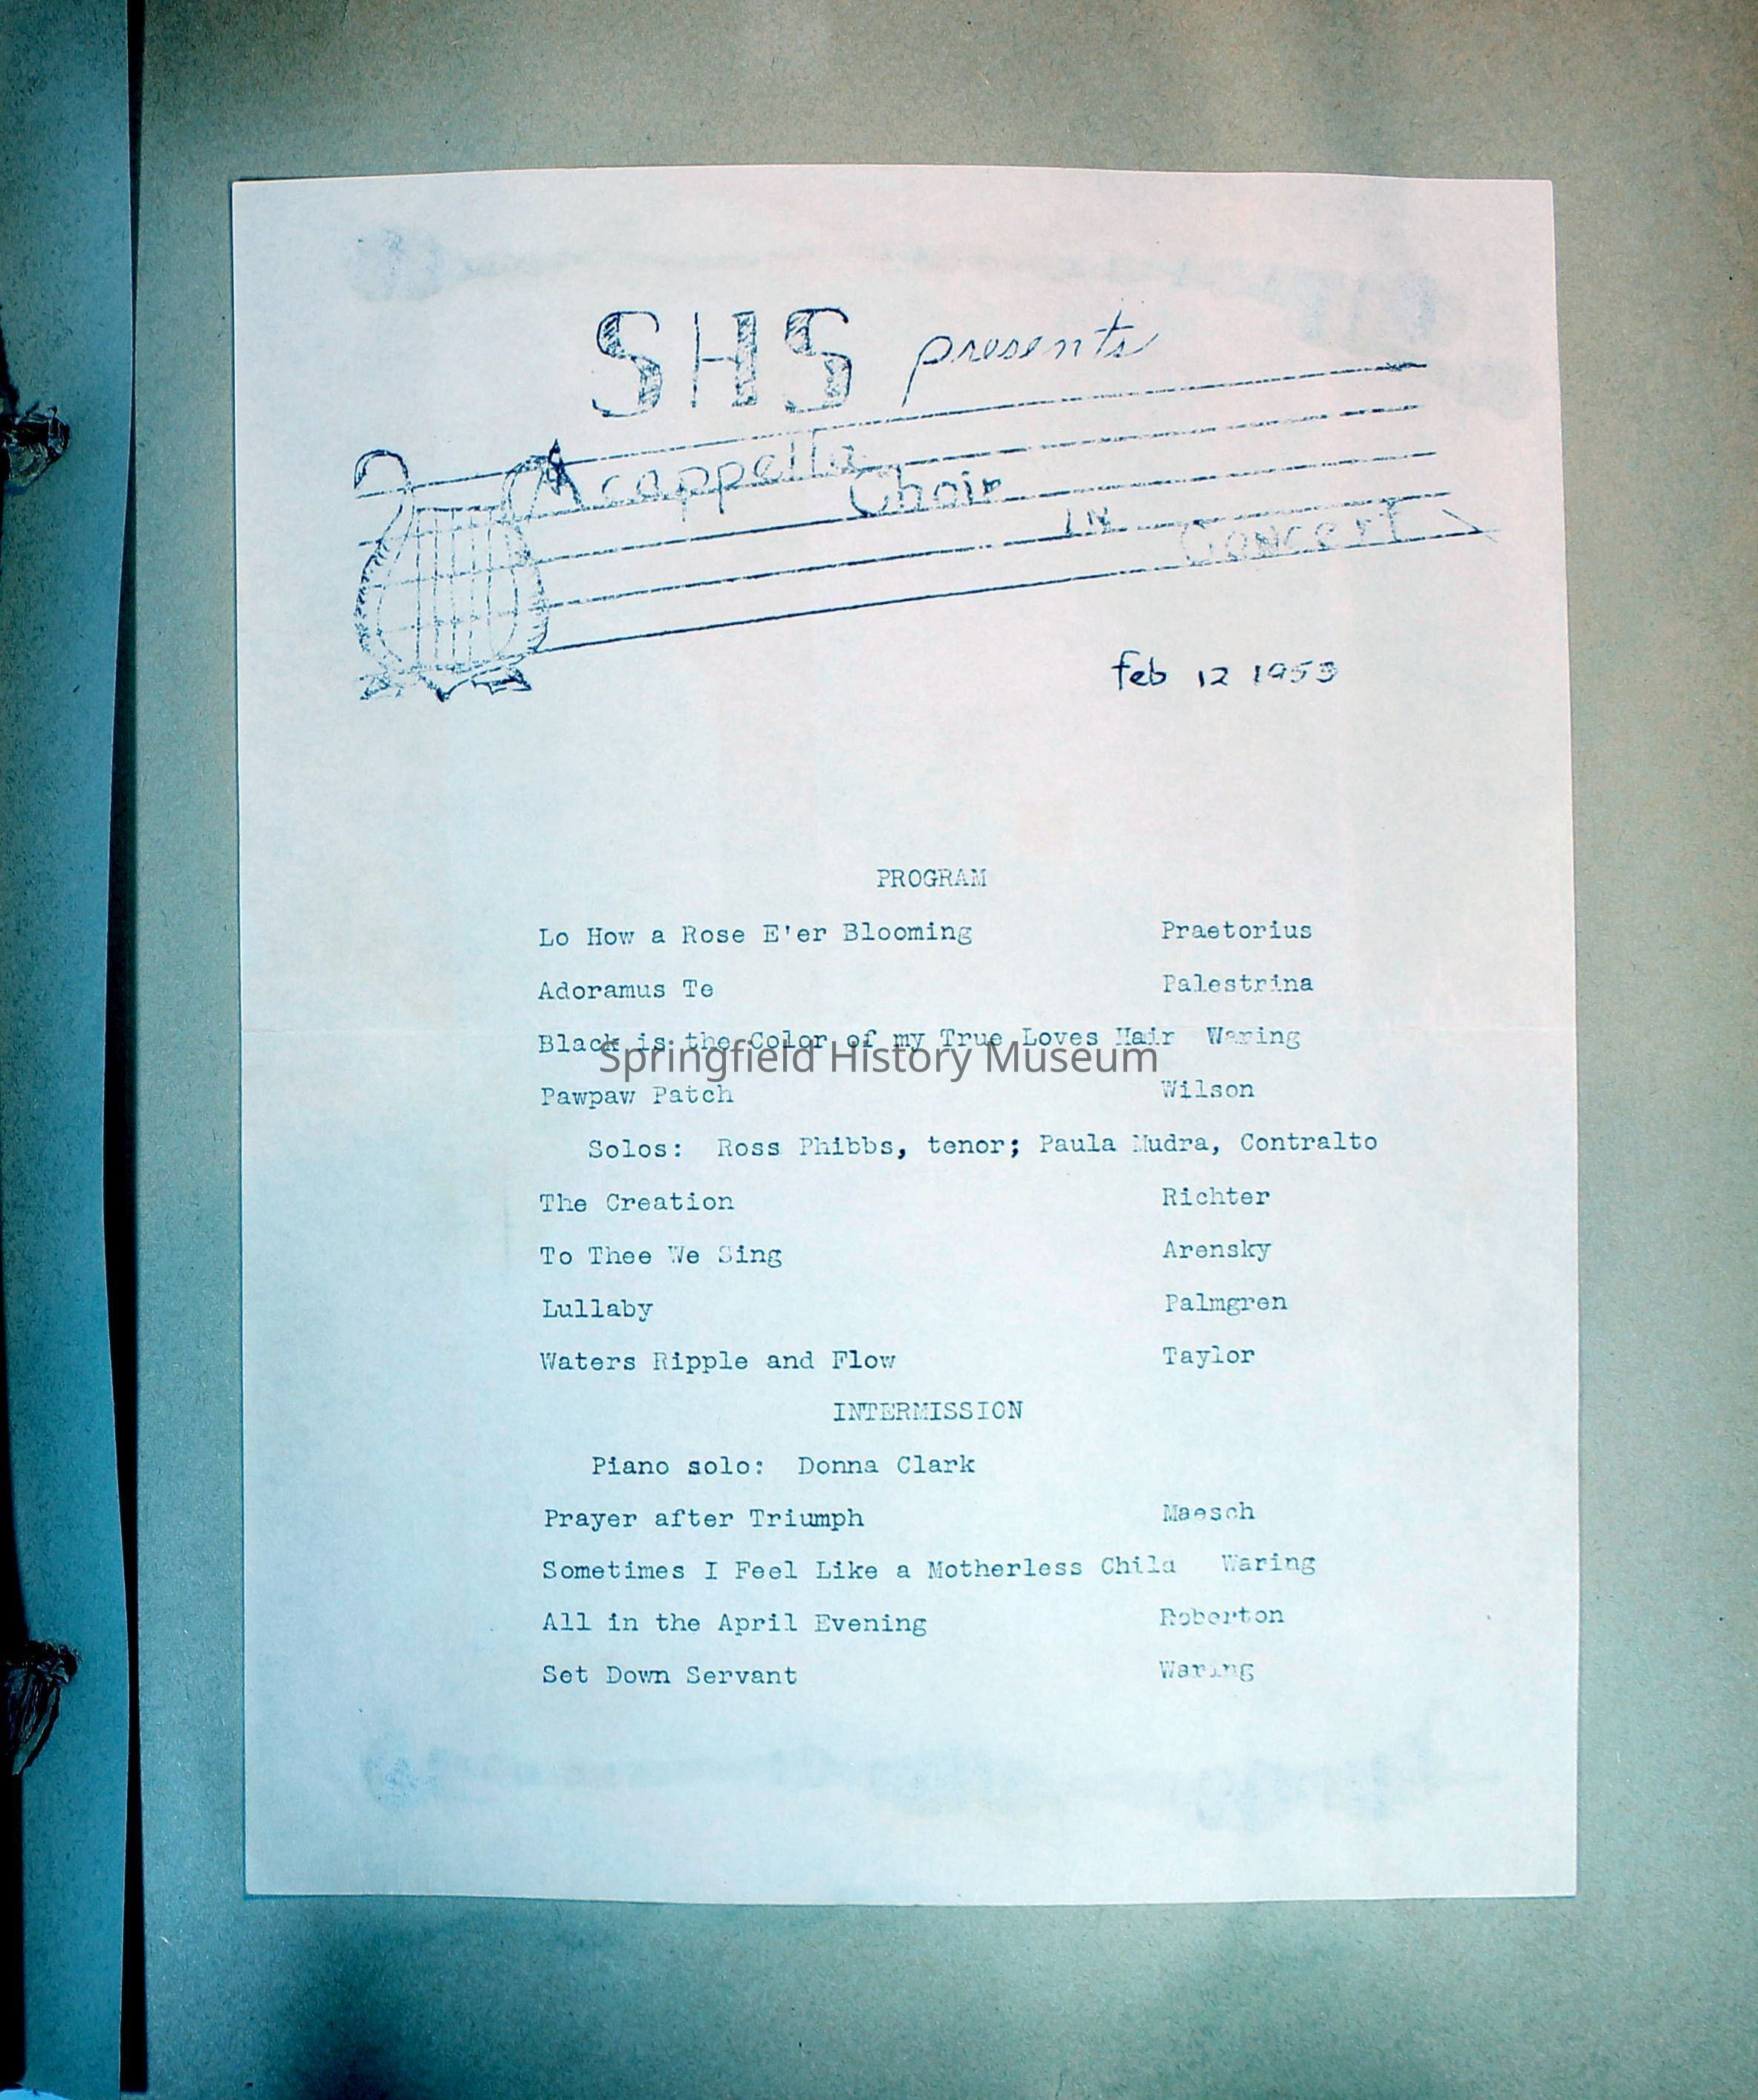 SHS presents
Acappella
Choir
IN
Concert
feb 12 1953
PROGRAM
Lo How a Rose E'er Blooming Praetorius
Adoramus Te Palestrina
Black is the Color of my True Loves Hair Waring
Springfield History Museum
Pawpaw Patch Wilson
Solos: Ross Phibbs, tenor; Paula Mudra, Contralto
The Creation Richter
To Thee We Sing Arensky
Lullaby Palmgren
Waters Ripple and Flow Taylor
INTERMISSION
Piano solo: Donna Clark
Prayer after Triumph Maesch
Sometimes I Feel Like a Motherless Child Waring
All in the April Evening Roberton
Set Down Servant Waring